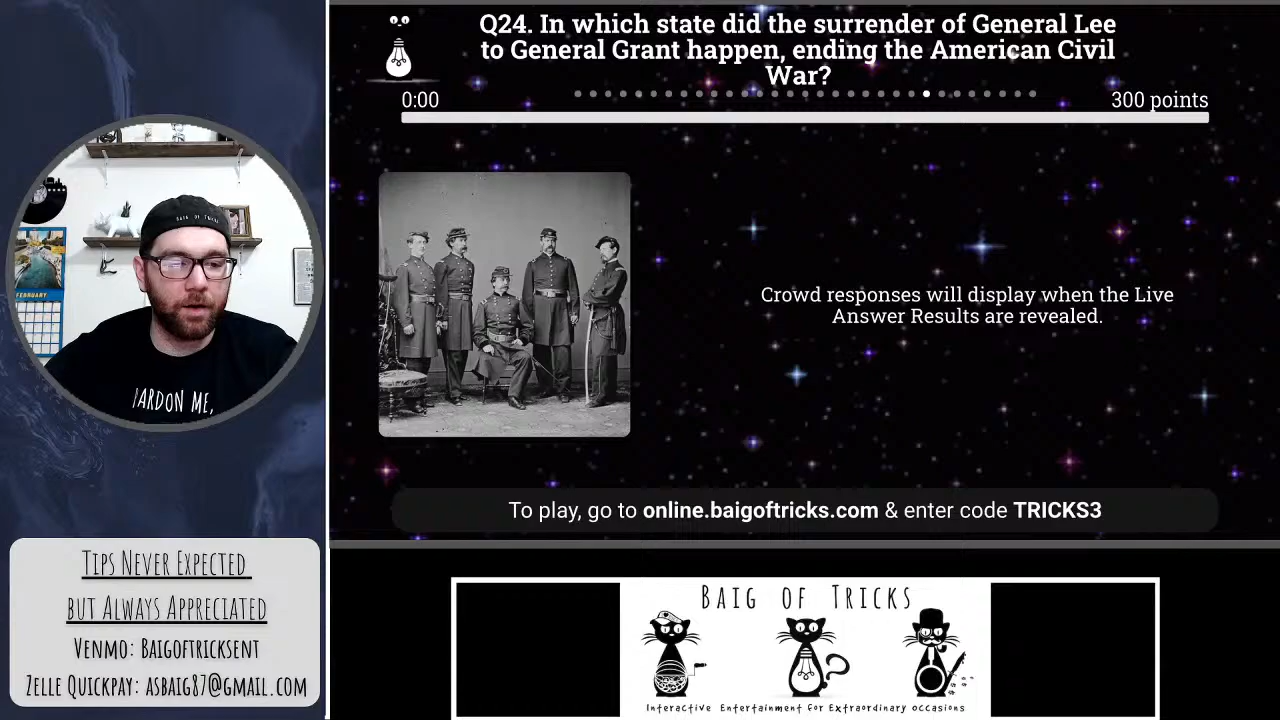 Q24. In which state did the surrender of General Lee
to General Grant happen, ending the American Civil
War?
0:00
300 points
Crowd responses will display when the Live
Answer Results are revealed.
To play, go to online.baigoftricks.com & enter code TRICKS3
BAIG OF TRICKS
FEBRUARY
PARDON ME,
TIPS NEVER EXPECTED
BUT ALWAYS APPRECIATED
VENMO: BAIGOFTRICKSENT
ZELLE QUICKPAY: ASBAIG87@GMAIL.COM
BAIG OF TRICKS
Interactive Entertainment for Extraordinary Occasions